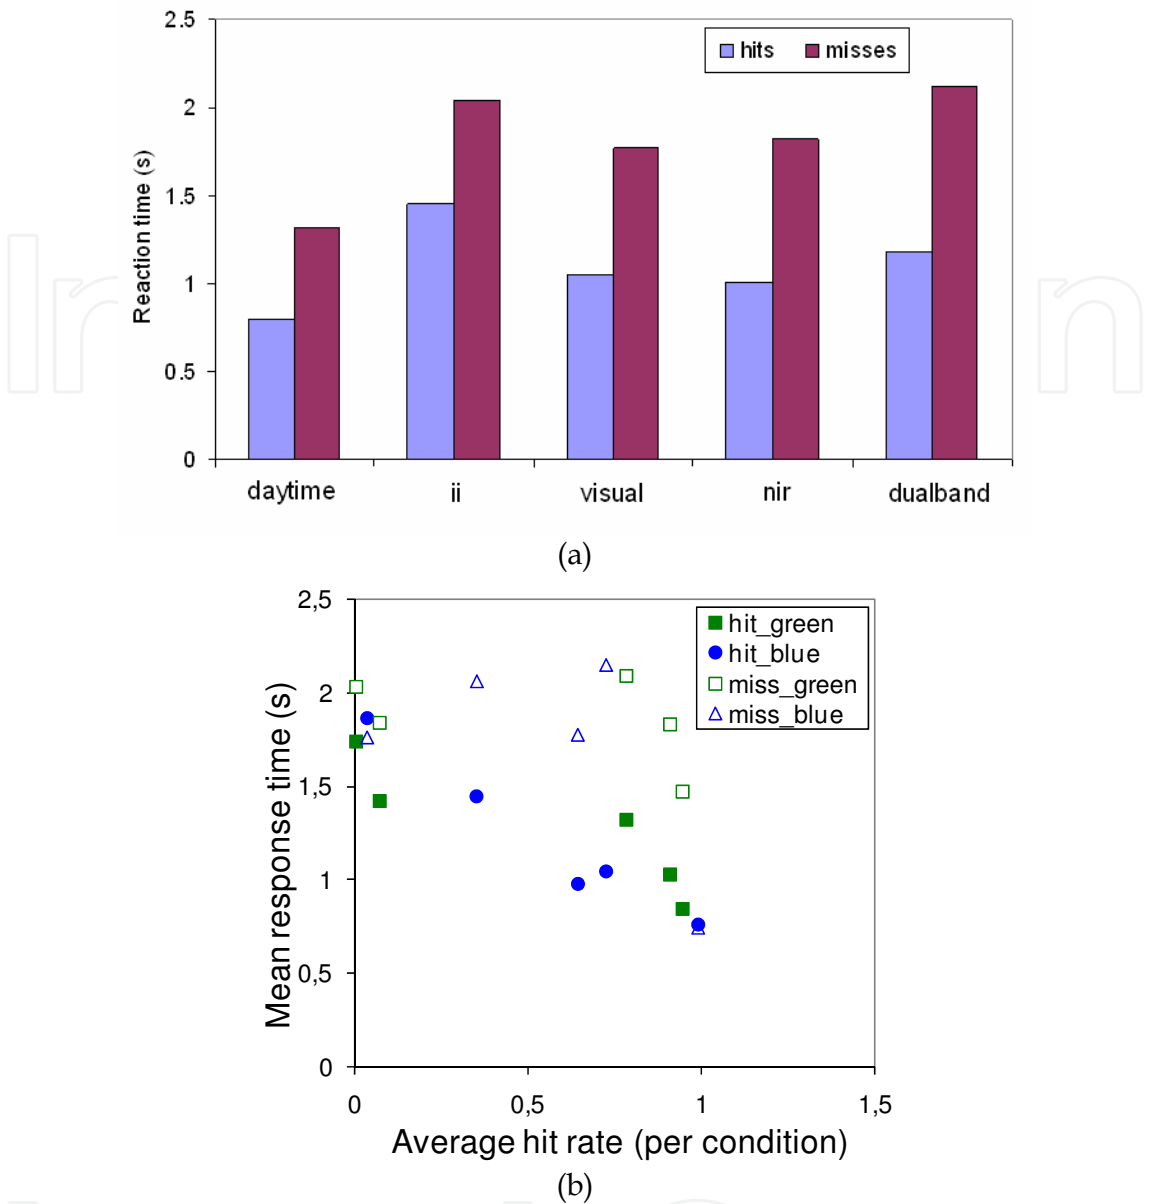 2.5
hits misses
2
1.5
1
0.5
0
Reaction time (s)
daytime ii visual nir dualband
(a)
2,5
2
1,5
1
0,5
0
Mean response time (s)
hit_green
hit_blue
miss_green
miss_blue
0 0,5 1 1,5
Average hit rate (per condition)
(b)